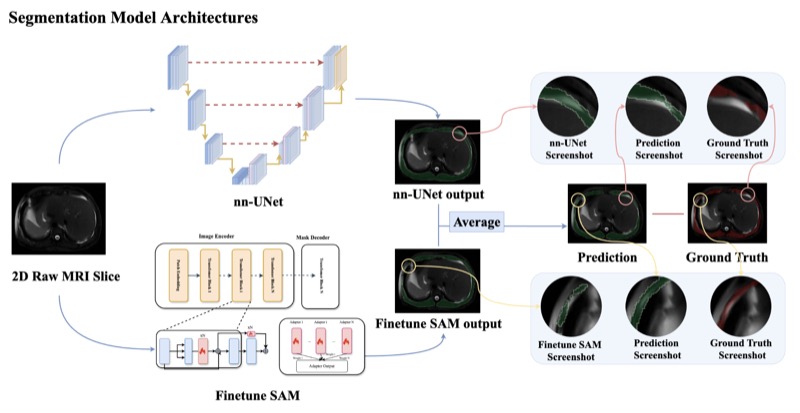 Segmentation Model Architectures
nn-UNet
2D Raw MRI Slice
Image Encoder
Mask Decoder
Patch Embedding
Transformer Block 1
Transformer Block i
Transformer Block N
Transformer Block N
Adapter 1
Adapter i
Adapter N
Adapter Output
Finetune SAM
nn-UNet output
Average
Finetune SAM output
nn-UNet
Screenshot
Prediction
Screenshot
Ground Truth
Screenshot
Prediction
Ground Truth
Finetune SAM
Screenshot
Prediction
Screenshot
Ground Truth
Screenshot